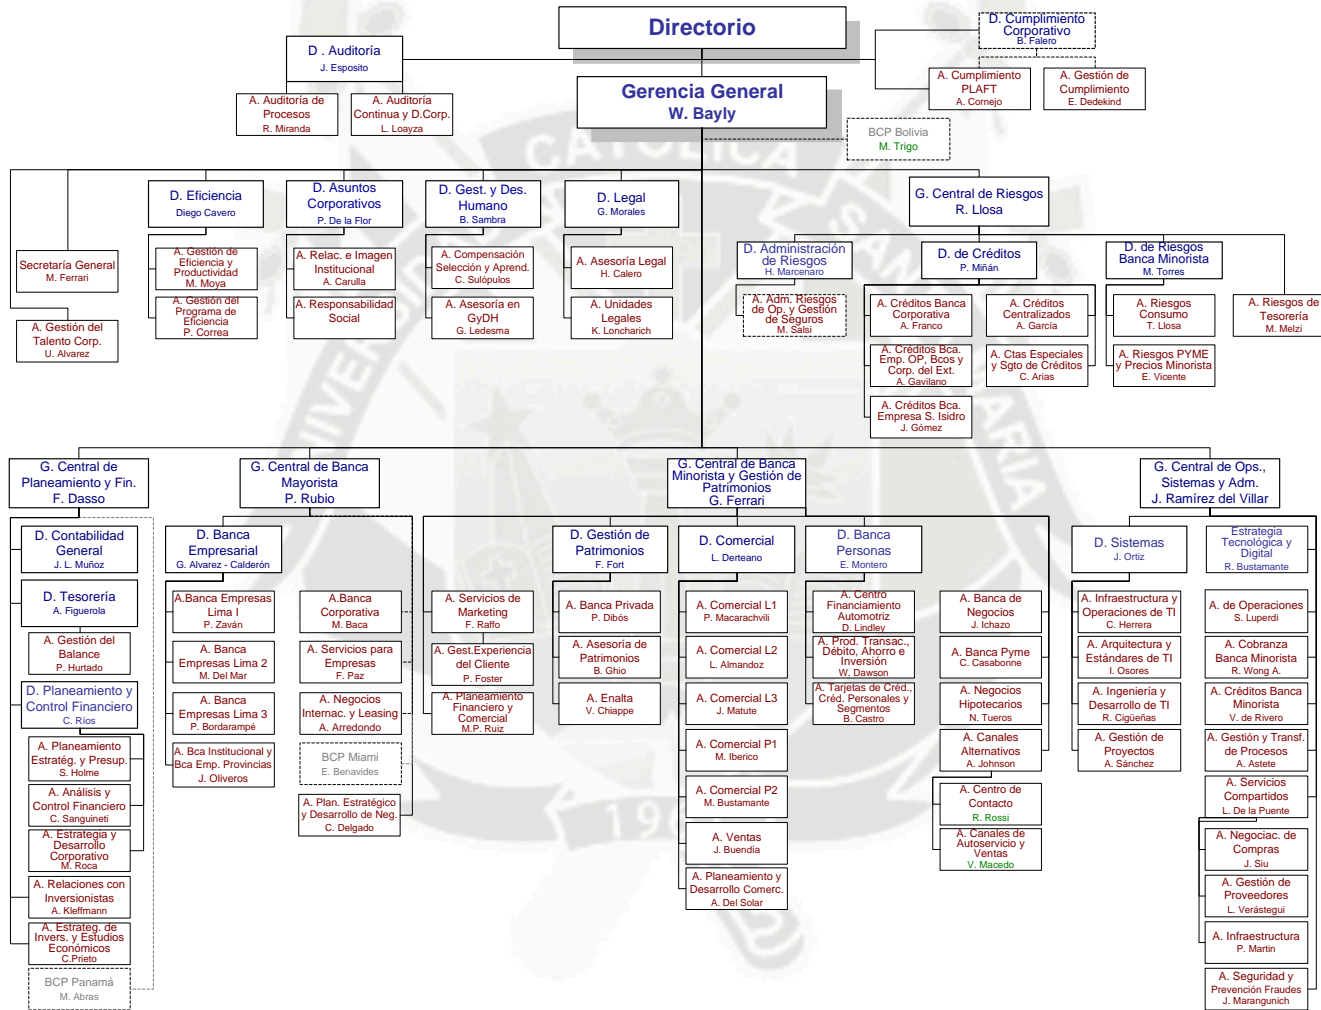 Directorio
D. Cumplimiento
Corporativo
B. Falero
D . Auditoría
J. Esposito
A. Cumplimiento
PLAFT
A. Cornejo
A. Gestión de
Cumplimiento
E. Dedekind
Gerencia General
W. Bayly
A. Auditoría de
Procesos
R. Miranda
A. Auditoría
Continua y D.Corp.
L. Loayza
BCP Bolivia
M. Trigo
D. Eficiencia
Diego Cavero
D. Asuntos
Corporativos
P. De la Flor
D. Gest. y Des.
Humano
B. Sambra
D. Legal
G. Morales
G. Central de Riesgos
R. Llosa
Secretaría General
M. Ferrari
A. Gestión del
Talento Corp.
U. Alvarez
A. Gestión de
Eficiencia y
Productividad
M. Moya
A. Gestión del
Programa de
Eficiencia
P. Correa
A. Relac. e Imagen
Institucional
A. Carulla
A. Responsabilidad
Social
A. Compensación
Selección y Aprend.
C. Sulópulos
A. Asesoría en
GyDH
G. Ledesma
A. Asesoría Legal
H. Calero
A. Unidades
Legales
K. Loncharich
D. Administración
de Riesgos
H. Marcenaro
A. Adm. Riesgos
de Op. y Gestión
de Seguros
M. Salsi
D. de Créditos
P. Miñán
A. Créditos Banca
Corporativa
A. Franco
A. Créditos Bca.
Emp. OP, Bcos y
Corp. del Ext.
A. Gavilano
A. Créditos Bca.
Empresa S. Isidro
J. Gómez
A. Créditos
Centralizados
A. García
A. Ctas Especiales
y Sgto de Créditos
C. Arias
D. de Riesgos
Banca Minorista
M. Torres
A. Riesgos
Consumo
T. Llosa
A. Riesgos PYME
y Precios Minorista
E. Vicente
A. Riesgos de
Tesorería
M. Melzi
G. Central de
Planeamiento y Fin.
F. Dasso
D. Contabilidad
General
J. L. Muñoz
D. Tesorería
A. Figuerola
A. Gestión del
Balance
P. Hurtado
D. Planeamiento y
Control Financiero
C. Ríos
A. Planeamiento
Estratég. y Presup.
S. Holme
A. Análisis y
Control Financiero
C. Sanguineti
A. Estrategia y
Desarrollo
Corporativo
M. Roca
A. Relaciones con
Inversionistas
A. Kleffmann
A. Estrateg. de
Invers. y Estudios
Económicos
C.Prieto
BCP Panamá
M. Abras
G. Central de Banca
Mayorista
P. Rubio
D. Banca
Empresarial
G. Alvarez - Calderón
A.Banca Empresas
Lima I
P. Zaván
A. Banca
Empresas Lima 2
M. Del Mar
A. Banca
Empresas Lima 3
P. Bordarampé
A. Bca Institucional y
Bca Emp. Provincias
J. Oliveros
A.Banca
Corporativa
M. Baca
A. Servicios para
Empresas
F. Paz
A. Negocios
Internac. y Leasing
A. Arredondo
BCP Miami
E. Benavides
A. Plan. Estratégico
y Desarrollo de Neg.
C. Delgado
G. Central de Banca
Minorista y Gestión de
Patrimonios
G. Ferrari
A. Servicios de
Marketing
F. Raffo
A. Gest.Experiencia
del Cliente
P. Foster
A. Planeamiento
Financiero y
Comercial
M.P. Ruiz
D. Gestión de
Patrimonios
F. Fort
A. Banca Privada
P. Dibós
A. Asesoría de
Patrimonios
B. Ghio
A. Enalta
V. Chiappe
D. Comercial
L. Derteano
A. Comercial L1
P. Macarachvili
A. Comercial L2
L. Almandoz
A. Comercial L3
J. Matute
A. Comercial P1
M. Iberico
A. Comercial P2
M. Bustamante
A. Ventas
J. Buendía
A. Planeamiento y
Desarrollo Comerc.
A. Del Solar
D. Banca
Personas
E. Montero
A. Centro
Financiamiento
Automotriz
D. Lindley
A. Prod. Transac.,
Débito, Ahorro e
Inversión
W. Dawson
A. Tarjetas de Créd.,
Créd. Personales y
Segmentos
B. Castro
A. Banca de
Negocios
J. Ichazo
A. Banca Pyme
C. Casabonne
A. Negocios
Hipotecarios
N. Tueros
A. Canales
Alternativos
A. Johnson
A. Centro de
Contacto
R. Rossi
A. Canales de
Autoservicio y
Ventas
V. Macedo
G. Central de Ops.,
Sistemas y Adm.
J. Ramírez del Villar
D. Sistemas
J. Ortiz
A. Infraestructura y
Operaciones de TI
C. Herrera
A. Arquitectura y
Estándares de TI
I. Osores
A. Ingeniería y
Desarrollo de TI
R. Cigüeñas
A. Gestión de
Proyectos
A. Sánchez
Estrategia
Tecnológica y
Digital
R. Bustamante
A. de Operaciones
S. Luperdi
A. Cobranza
Banca Minorista
R. Wong A.
A. Créditos Banca
Minorista
V. de Rivero
A. Gestión y Transf.
de Procesos
A. Astete
A. Servicios
Compartidos
L. De la Puente
A. Negociac. de
Compras
J. Siu
A. Gestión de
Proveedores
L. Verástegui
A. Infraestructura
P. Martin
A. Seguridad y
Prevención Fraudes
J. Marangunich